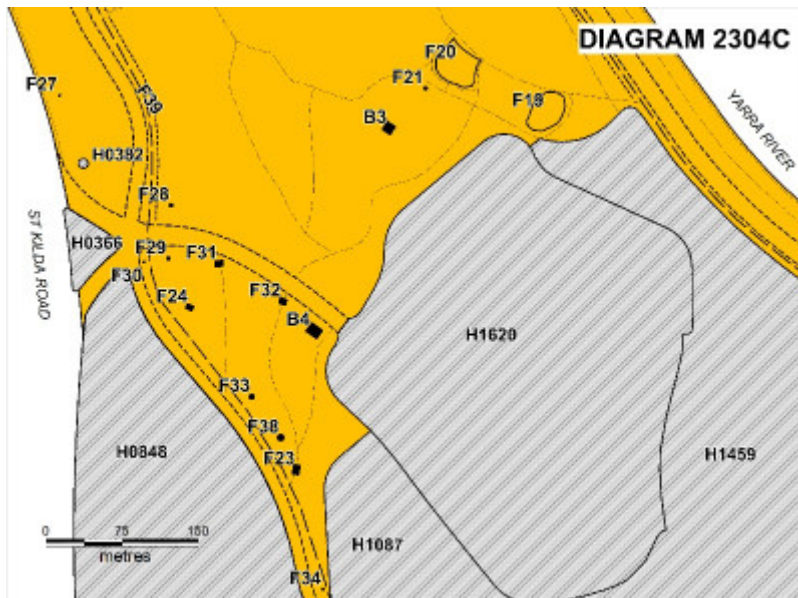 DIAGRAM 2304C
F20
F21
F27
F39
F19
B3
YARRA RIVER
H0382
F28
ST KILDA ROAD
H0366
F29
F31
F30
F24
F32
B4
H1620
F33
F38
H0848
F23
H1459
0 75 150
metres
H1087
F34